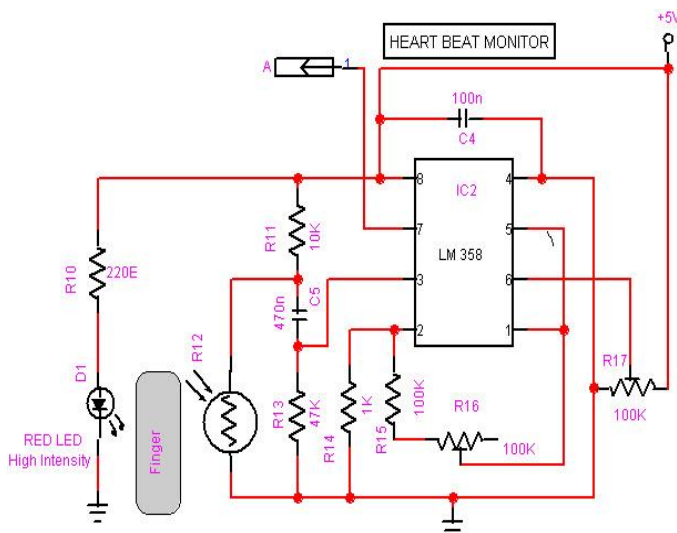 +5V
HEART BEAT MONITOR
A 1
100n
C4
8 IC2 4
R11 10K
7 5
LM 358
R10 220E
3 6
470n C5
2 1
R12
R17
100K
D1
R13 47K
R14 1K
R15 100K
R16
100K
RED LED
High Intensity
Finger